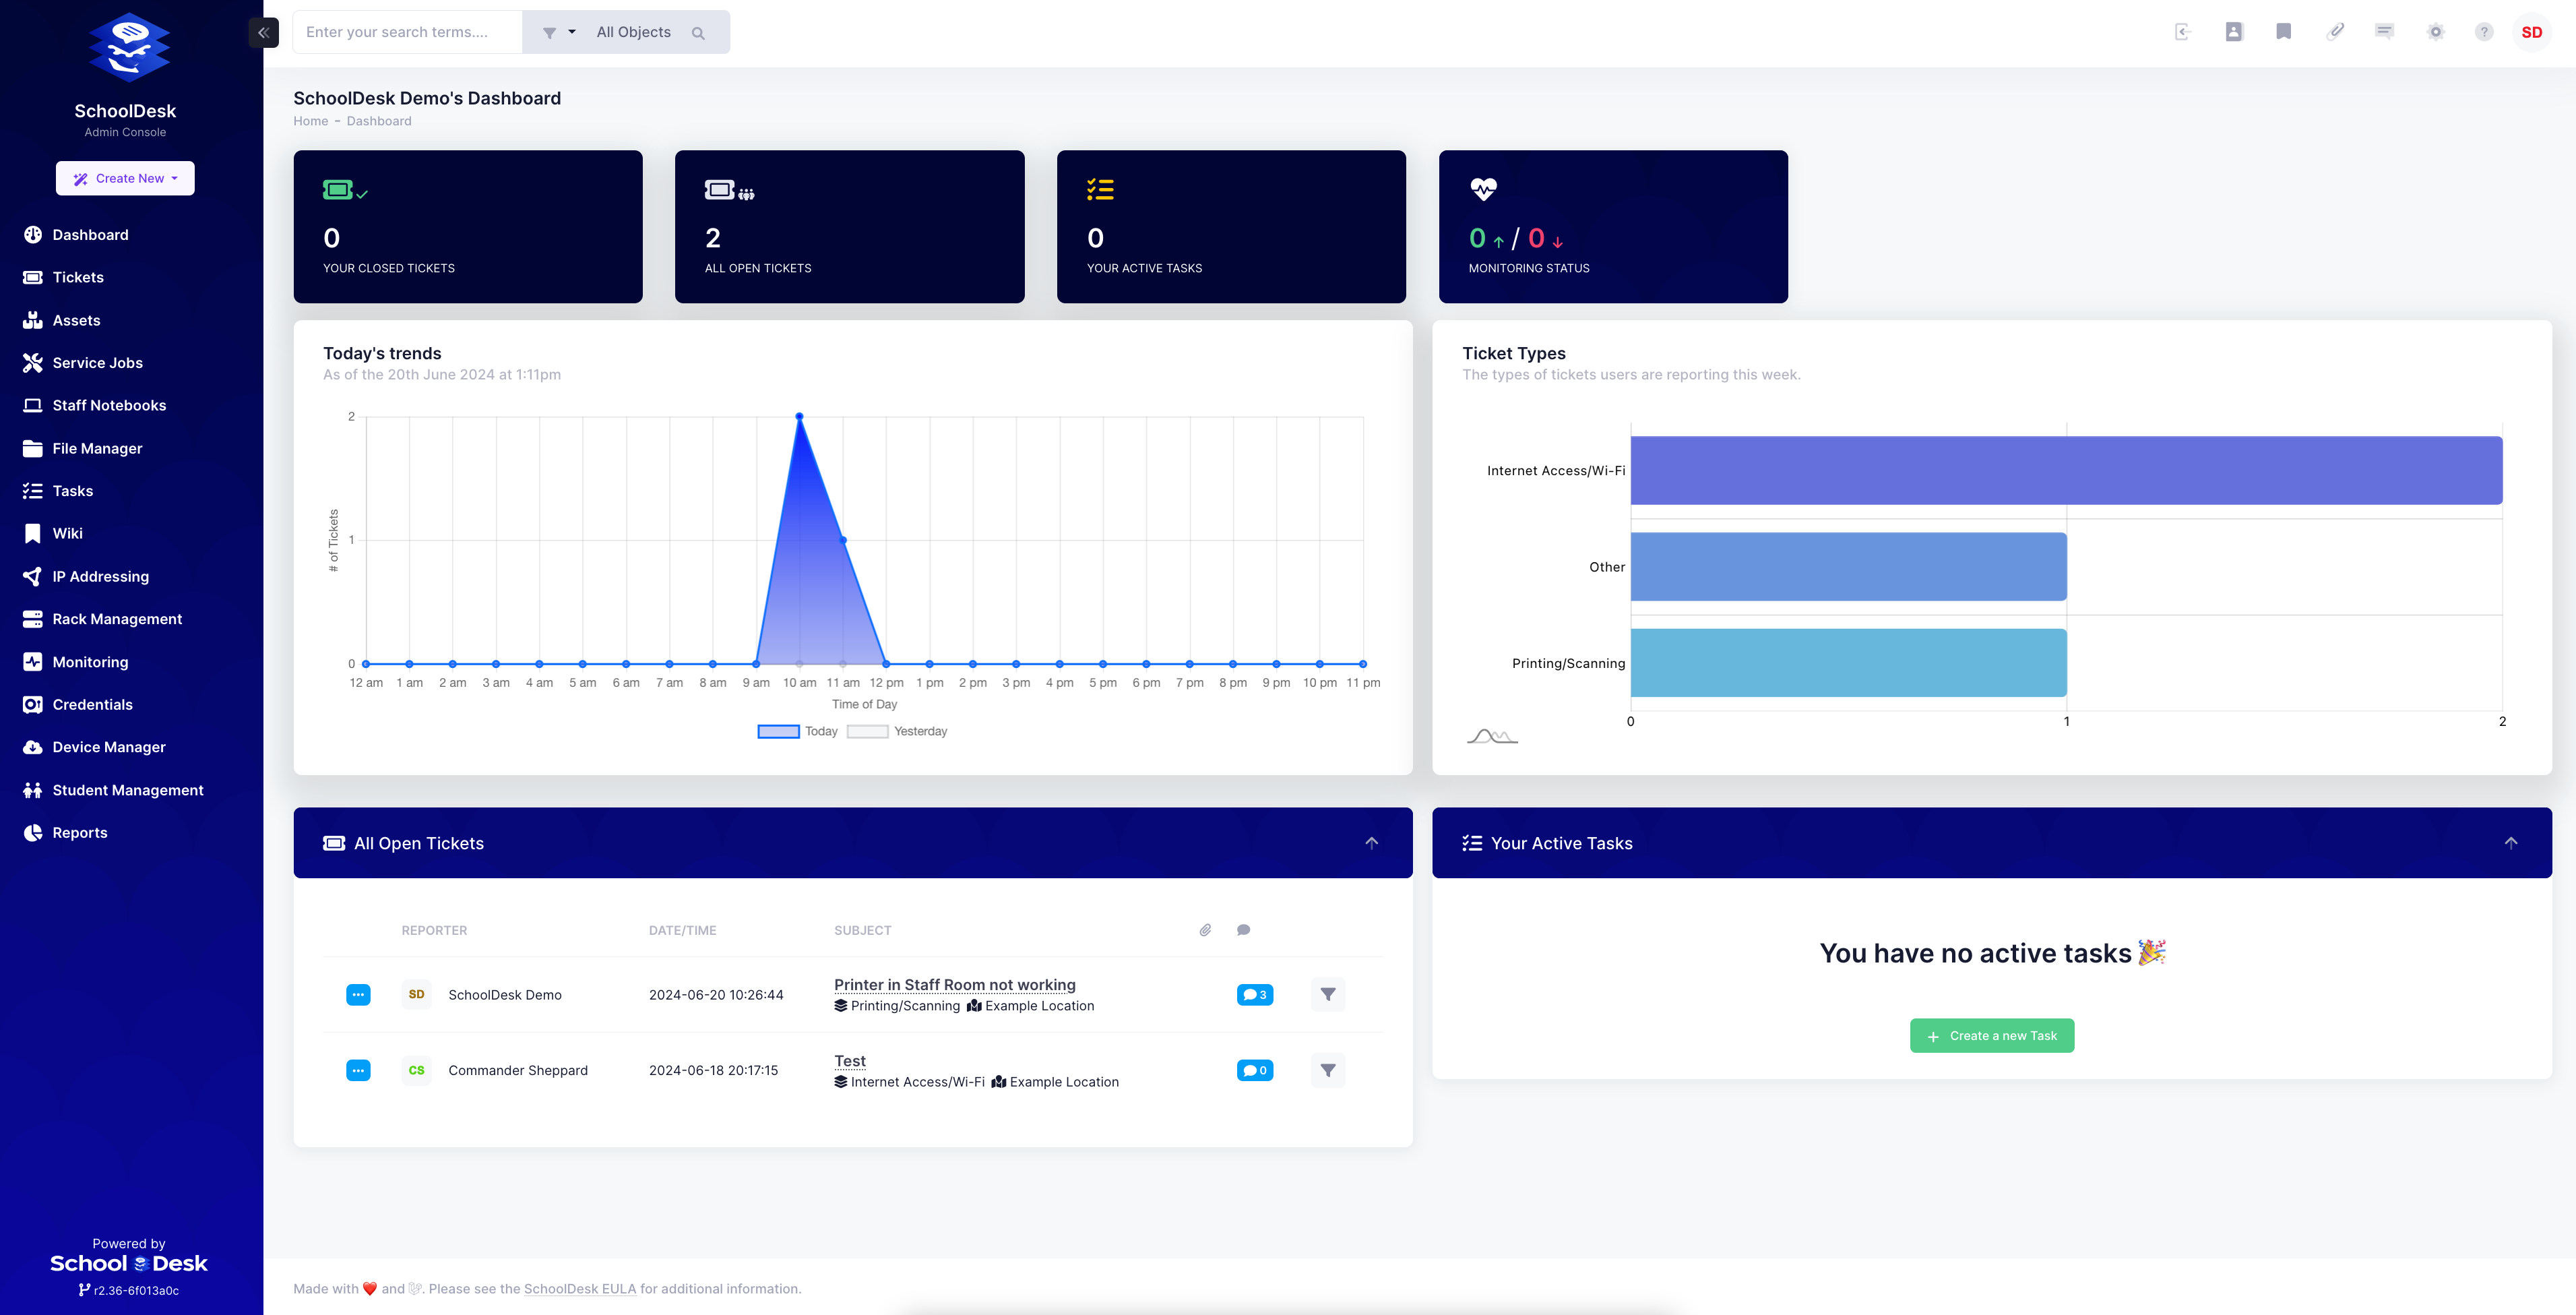 SchoolDesk
Admin Console
Create New
Dashboard
Tickets
Assets
Service Jobs
Staff Notebooks
File Manager
Tasks
Wiki
IP Addressing
Rack Management
Monitoring
Credentials
Device Manager
Student Management
Reports
Powered by
School Desk
r2.36-6f013a0c
Enter your search terms.... All Objects
? SD
SchoolDesk Demo's Dashboard
Home - Dashboard
0
YOUR CLOSED TICKETS
2
ALL OPEN TICKETS
0
YOUR ACTIVE TASKS
0 ↑ / 0 ↓
MONITORING STATUS
Today's trends
As of the 20th June 2024 at 1:11pm
2
1
0
# of Tickets
12 am 1 am 2 am 3 am 4 am 5 am 6 am 7 am 8 am 9 am 10 am 11 am 12 pm 1 pm 2 pm 3 pm 4 pm 5 pm 6 pm 7 pm 8 pm 9 pm 10 pm 11 pm
Time of Day
Today Yesterday
Ticket Types
The types of tickets users are reporting this week.
Internet Access/Wi-Fi
Other
Printing/Scanning
0 1 2
All Open Tickets
REPORTER DATE/TIME SUBJECT
SD SchoolDesk Demo 2024-06-20 10:26:44 Printer in Staff Room not working 3
Printing/Scanning Example Location
CS Commander Sheppard 2024-06-18 20:17:15 Test 0
Internet Access/Wi-Fi Example Location
Your Active Tasks
You have no active tasks 🎉
+ Create a new Task
Made with ❤️ and 🕊. Please see the SchoolDesk EULA for additional information.